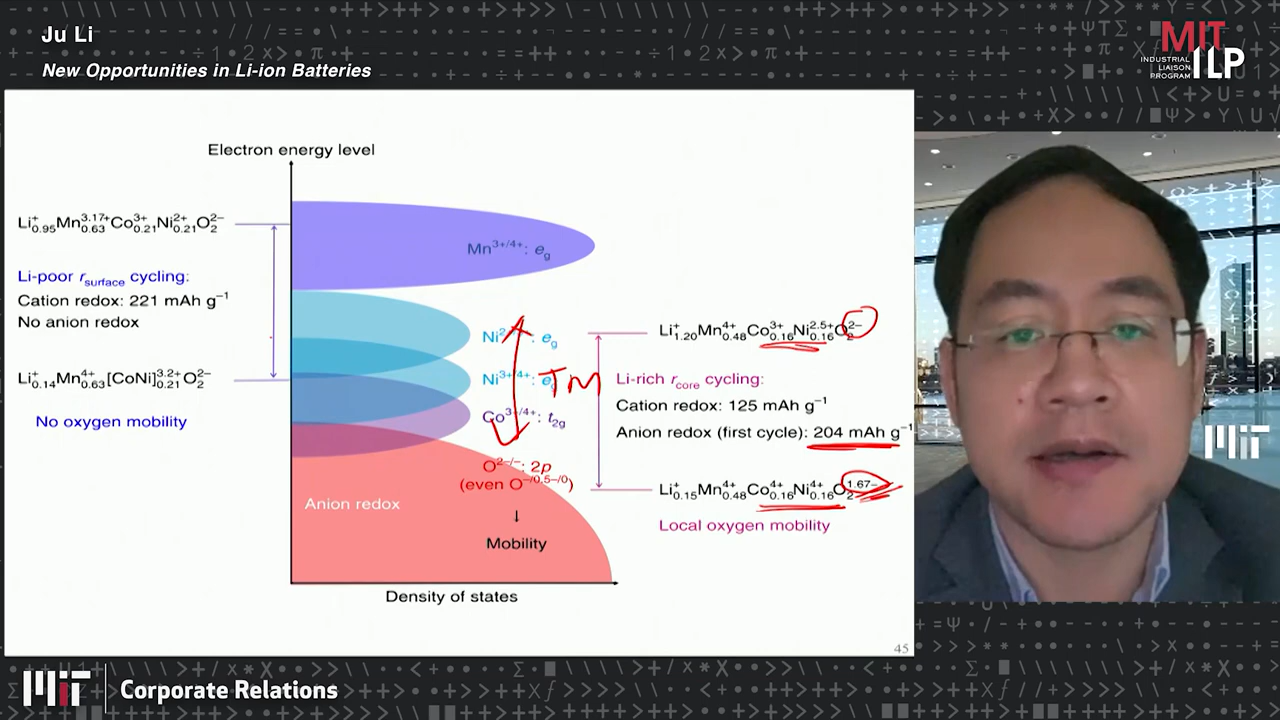 Ju Li
New Opportunities in Li-ion Batteries
MIT
INDUSTRIAL
LIAISON
PROGRAM
ILP
Electron energy level
Li⁺₀.₉₅Mn³·¹⁷⁺₀.₆₃Co³⁺₀.₂₁Ni²⁺₀.₂₁O²⁻₂
Li-poor r_surface cycling:
Cation redox: 221 mAh g⁻¹
No anion redox
Li⁺₀.₁₄Mn⁴⁺₀.₆₃[CoNi]³·²⁺₀.₂₁O²⁻₂
No oxygen mobility
Mn³⁺/⁴⁺: e_g
Ni²: e_g
Ni³⁺/⁴⁺: e
TM
Co³⁺/⁴⁺: t₂g
O²⁻/⁻: 2p
(even O⁻/⁰·⁵⁻/⁰)
Anion redox
↓
Mobility
Density of states
Li⁺₁.₂₀Mn⁴⁺₀.₄₈Co³⁺₀.₁₆Ni²·⁵⁺₀.₁₆O²⁻₂
Li-rich r_core cycling:
Cation redox: 125 mAh g⁻¹
Anion redox (first cycle): 204 mAh g⁻¹
Li⁺₀.₁₅Mn⁴⁺₀.₄₈Co⁴⁺₀.₁₆Ni⁴⁺₀.₁₆O¹·⁶⁷⁻₂
Local oxygen mobility
45
MIT
MIT
Corporate Relations